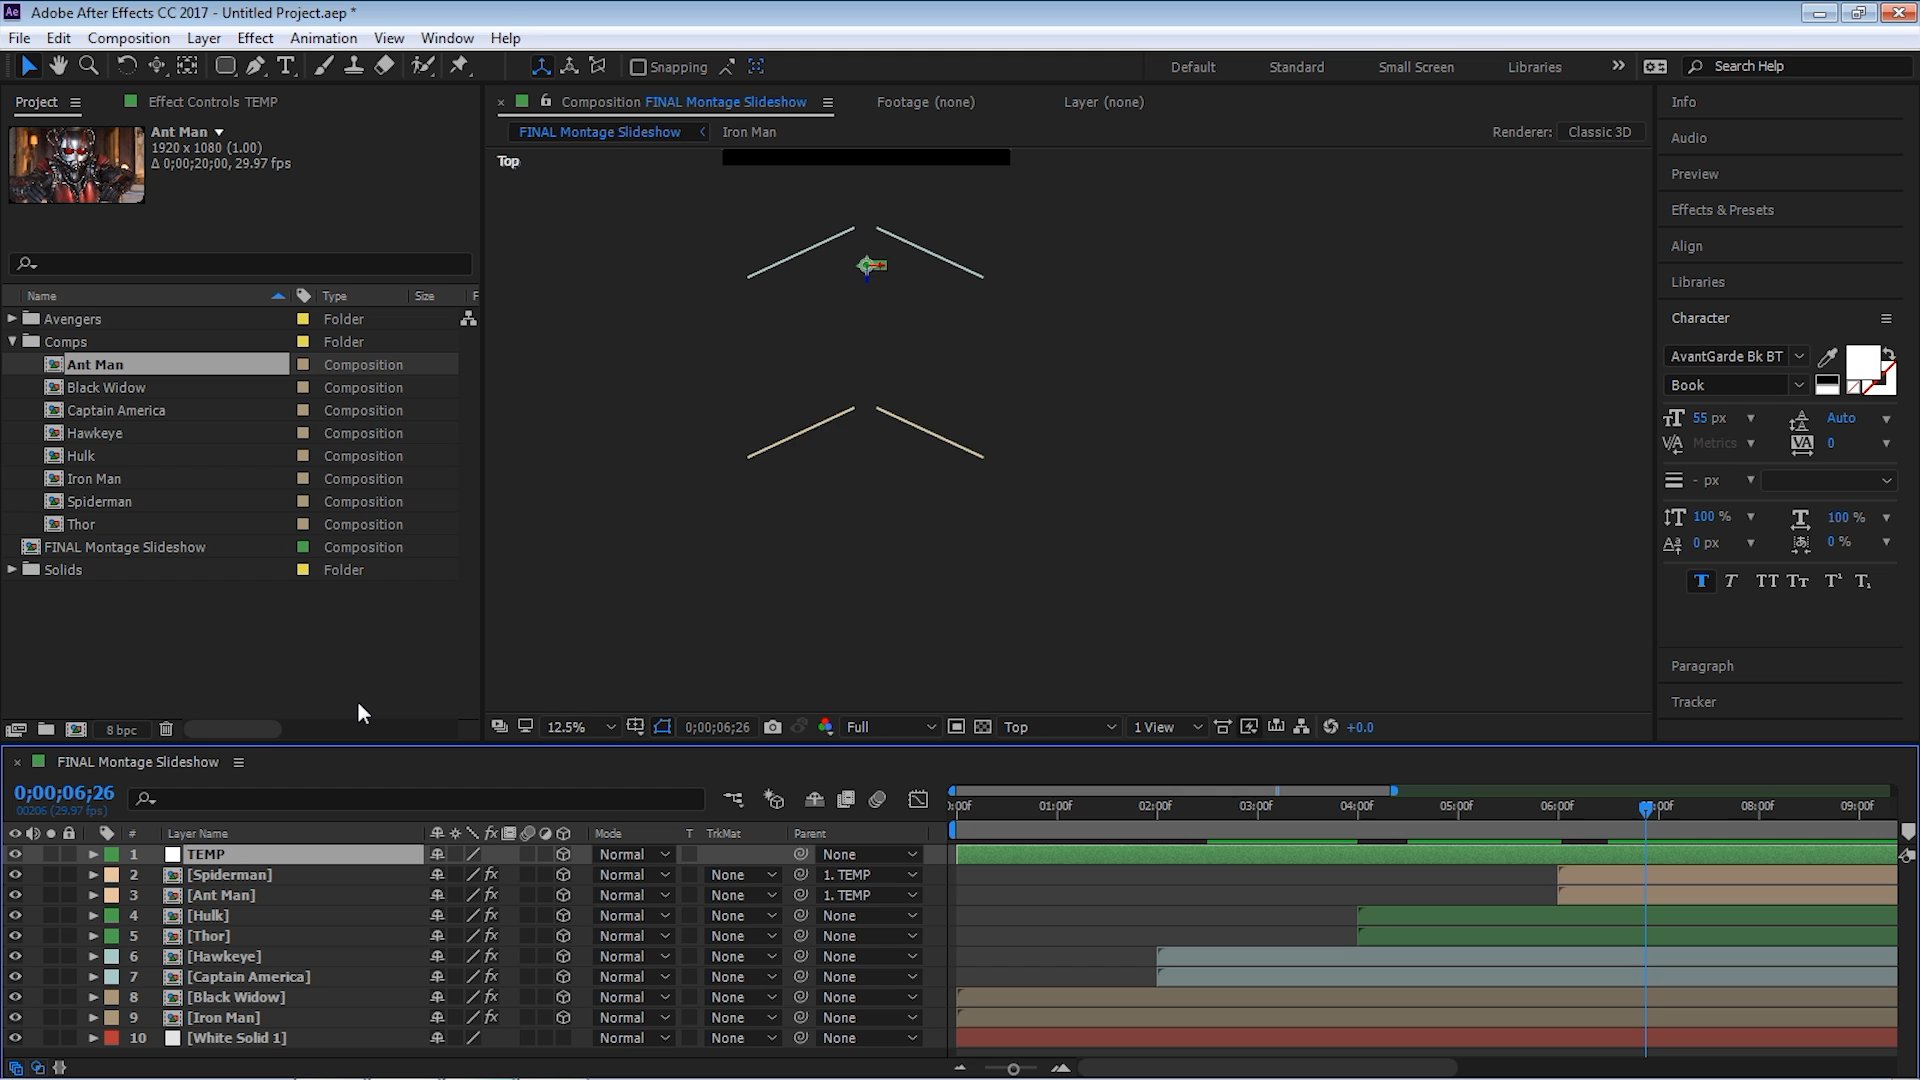 Ae Adobe After Effects CC 2017 - Untitled Project.aep *
File Edit Composition Layer Effect Animation View Window Help
Snapping Default Standard Small Screen Libraries Search Help
Project Effect Controls TEMP Composition FINAL Montage Slideshow Footage (none) Layer (none) Info
Ant Man
1920 x 1080 (1.00)
Δ 0;00;20;00, 29.97 fps
FINAL Montage Slideshow Iron Man Renderer: Classic 3D
Top
Audio
Preview
Effects & Presets
Align
Libraries
Character
AvantGarde Bk BT
Book
55 px Auto
Metrics 0
- px
100 % 100 %
0 px 0 %
T T TT Tт T¹ T₁
Paragraph
Tracker
Name Type Size F
Avengers Folder
Comps Folder
Ant Man Composition
Black Widow Composition
Captain America Composition
Hawkeye Composition
Hulk Composition
Iron Man Composition
Spiderman Composition
Thor Composition
FINAL Montage Slideshow Composition
Solids Folder
8 bpc 12.5% 0;00;06;26 Full Top 1 View +0.0
FINAL Montage Slideshow
0;00;06;26
00206 (29.97 fps)
):00f 01:00f 02:00f 03:00f 04:00f 05:00f 06:00f 08:00f 09:00f
# Layer Name Mode T TrkMat Parent
1 TEMP Normal None
2 [Spiderman] Normal None 1. TEMP
3 [Ant Man] Normal None 1. TEMP
4 [Hulk] Normal None None
5 [Thor] Normal None None
6 [Hawkeye] Normal None None
7 [Captain America] Normal None None
8 [Black Widow] Normal None None
9 [Iron Man] Normal None None
10 [White Solid 1] Normal None None